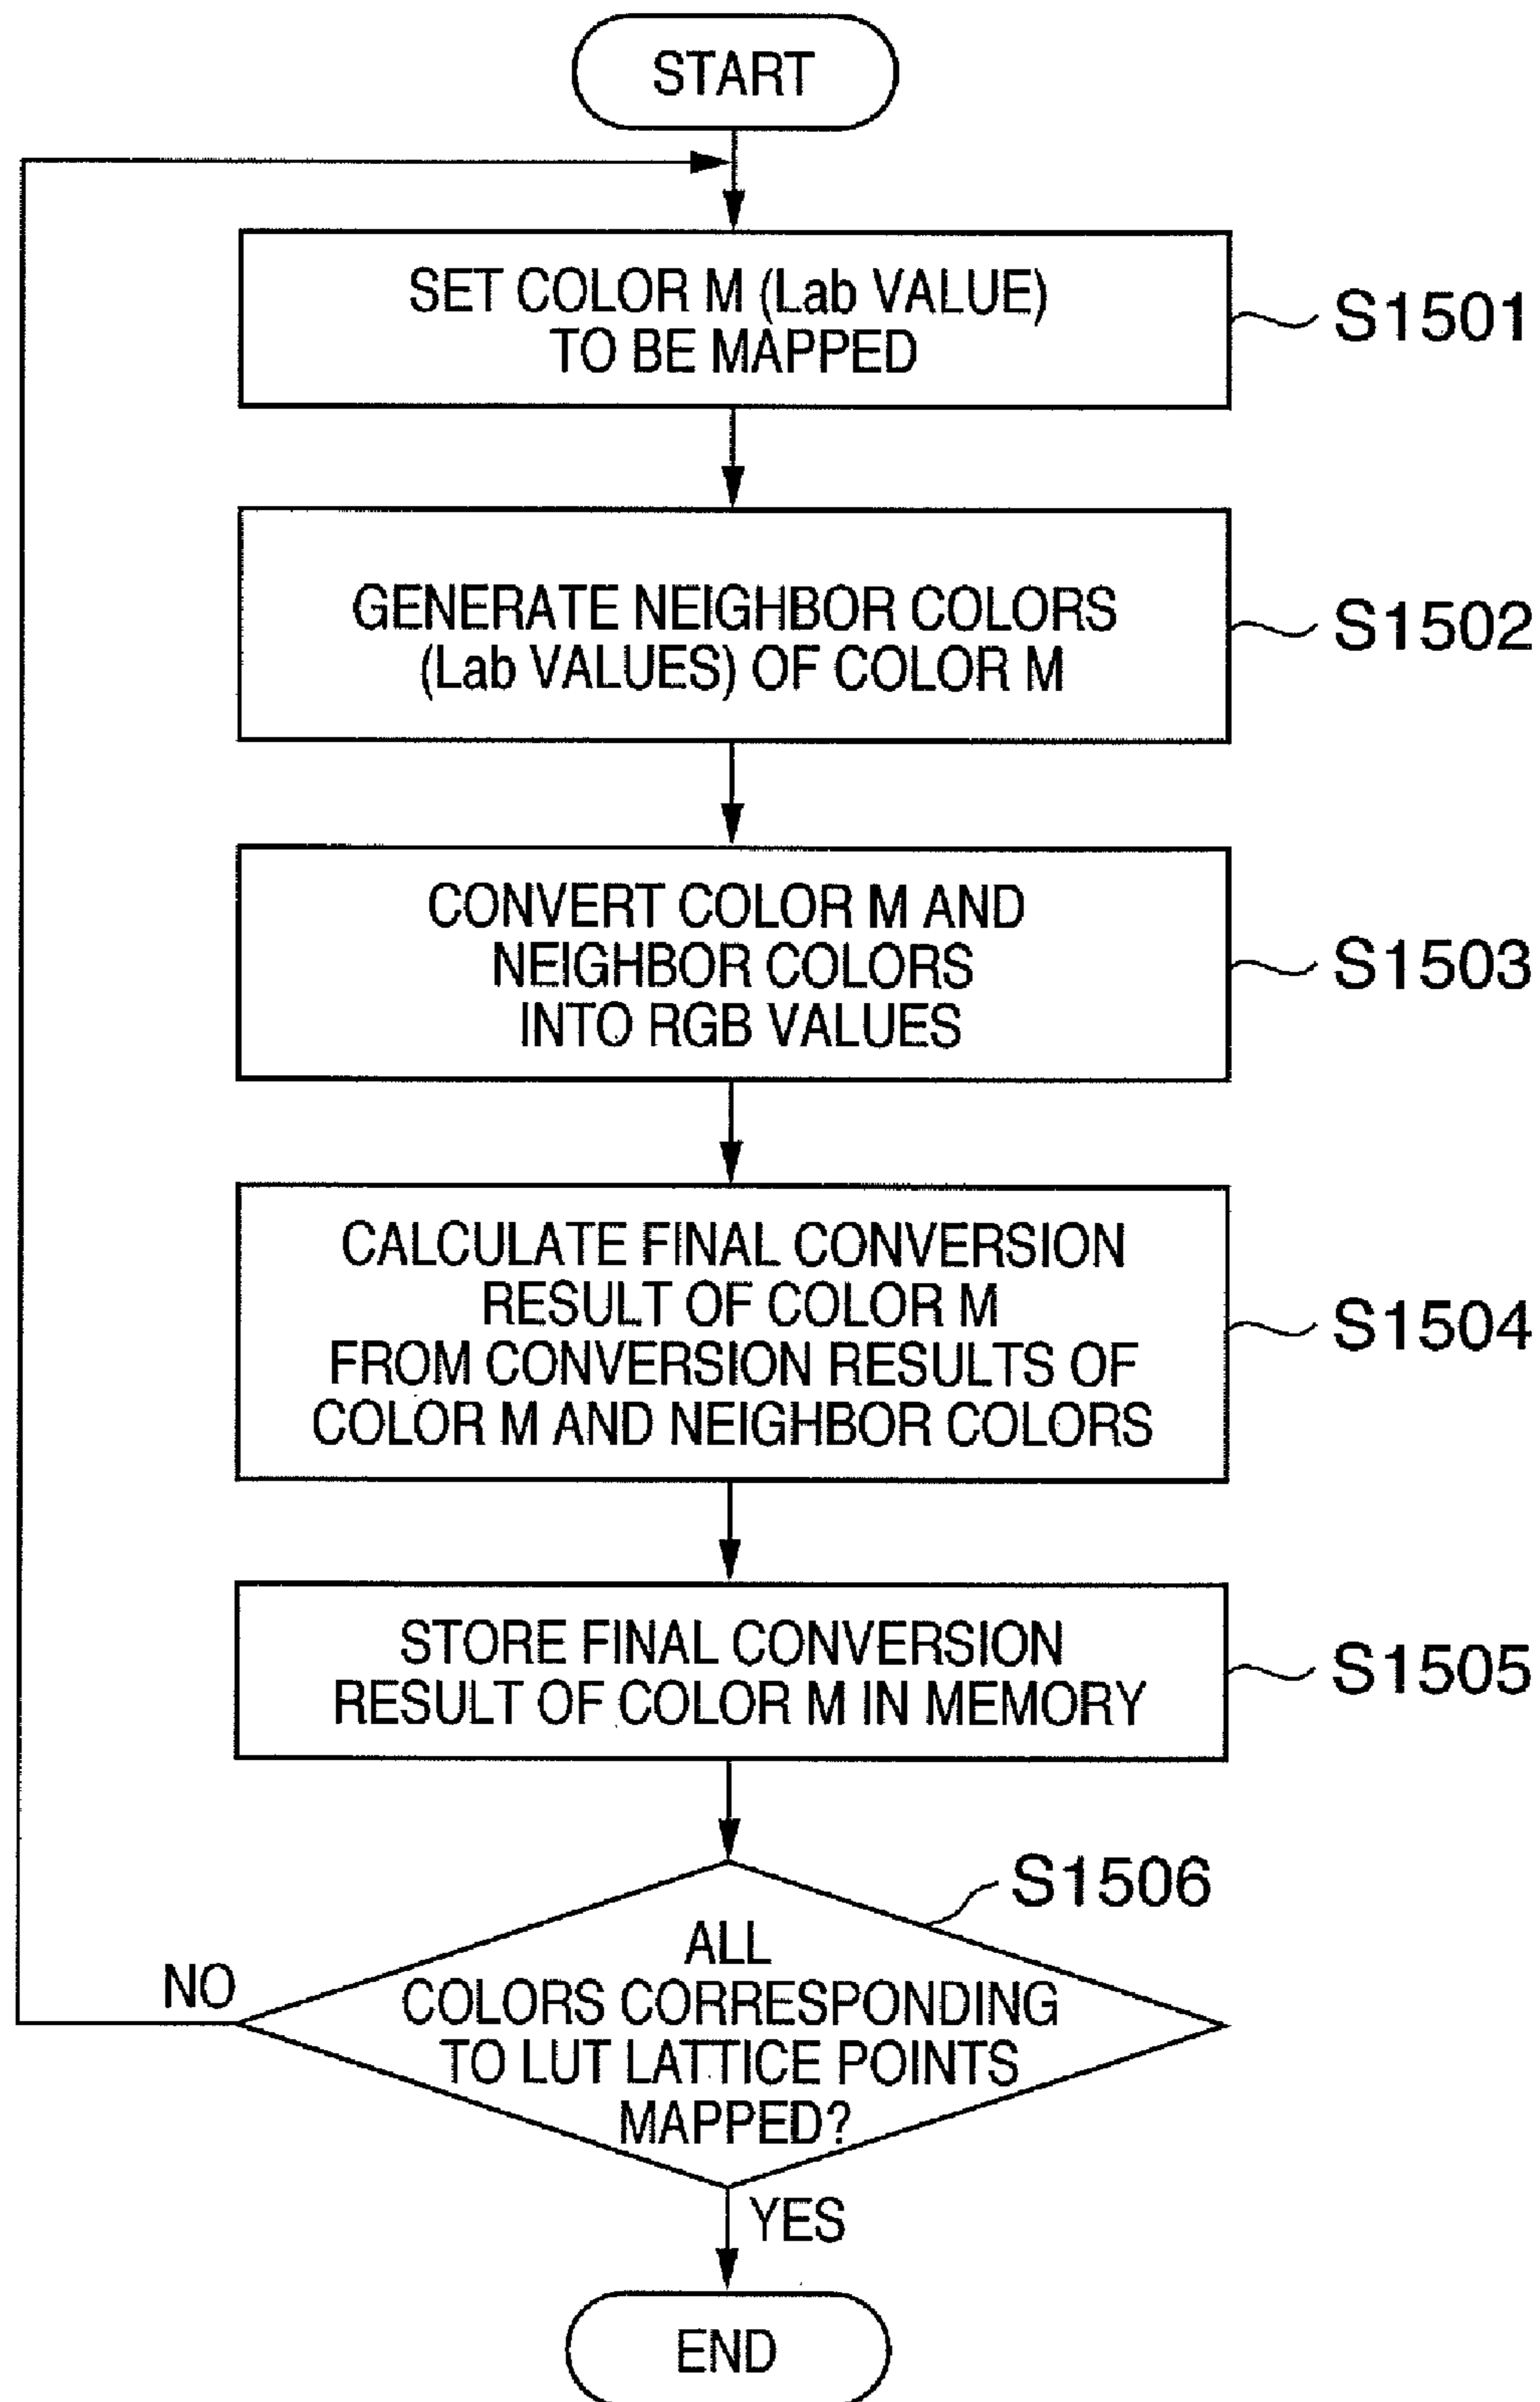 START
SET COLOR M (Lab VALUE)
TO BE MAPPED
S1501
GENERATE NEIGHBOR COLORS
(Lab VALUES) OF COLOR M
S1502
CONVERT COLOR M AND
NEIGHBOR COLORS
INTO RGB VALUES
S1503
CALCULATE FINAL CONVERSION
RESULT OF COLOR M
FROM CONVERSION RESULTS OF
COLOR M AND NEIGHBOR COLORS
S1504
STORE FINAL CONVERSION
RESULT OF COLOR M IN MEMORY
S1505
S1506
ALL
COLORS CORRESPONDING
TO LUT LATTICE POINTS
MAPPED?
NO
YES
END